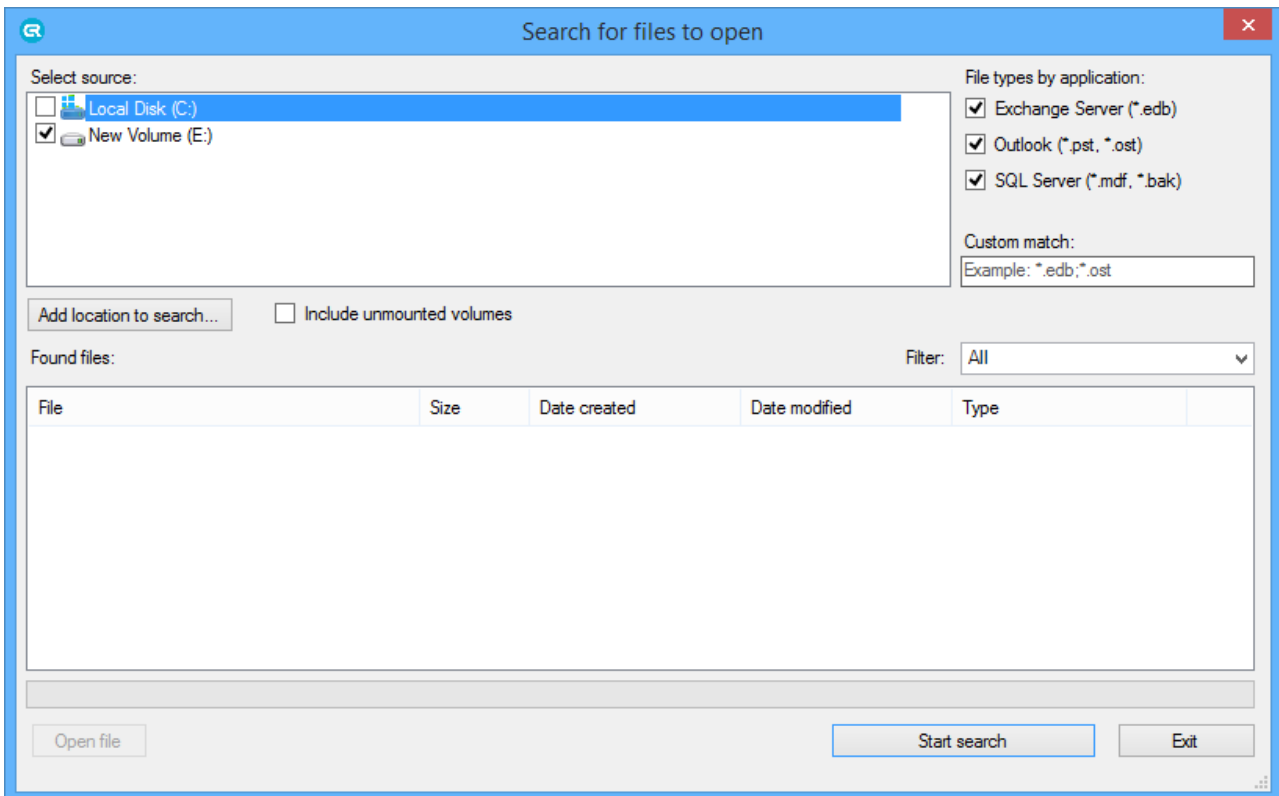 Search for files to open
Select source:
Local Disk (C:)
New Volume (E:)
File types by application:
Exchange Server (*.edb)
Outlook (*.pst, *.ost)
SQL Server (*.mdf, *.bak)
Custom match:
Example: *.edb;*.ost
Add location to search...
Include unmounted volumes
Found files:
Filter: All
File Size Date created Date modified Type
Open file
Start search
Exit